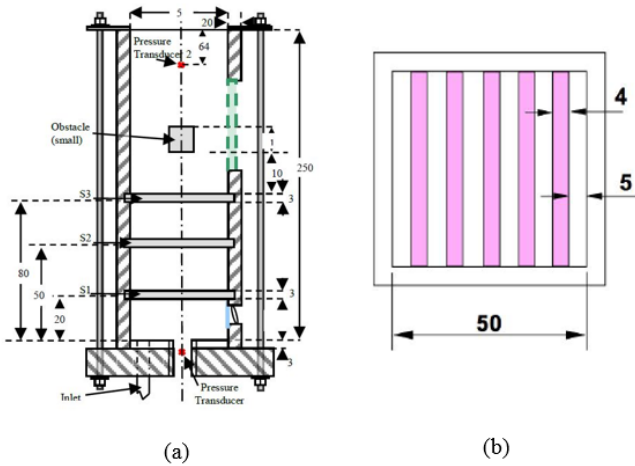 5
20
Pressure
Transducer 2
64
Obstacle
(small)
1
10
250
S3
3
S2
80
50
S1
3
20
3
Inlet
Pressure
Transducer
(a)
4
5
50
(b)